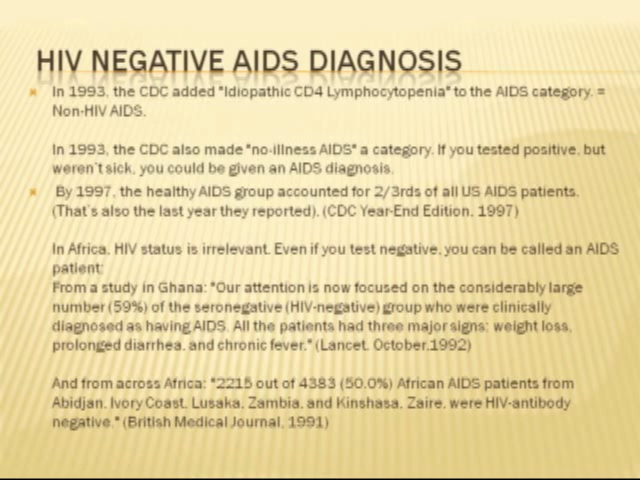 HIV NEGATIVE AIDS DIAGNOSIS
In 1993, the CDC added "Idiopathic CD4 Lymphocytopenia" to the AIDS category. =
Non-HIV AIDS.
In 1993, the CDC also made "no-illness AIDS" a category. If you tested positive, but
weren't sick, you could be given an AIDS diagnosis.
By 1997, the healthy AIDS group accounted for 2/3rds of all US AIDS patients.
(That's also the last year they reported). (CDC Year-End Edition, 1997)
In Africa, HIV status is irrelevant. Even if you test negative, you can be called an AIDS
patient:
From a study in Ghana: "Our attention is now focused on the considerably large
number (59%) of the seronegative (HIV-negative) group who were clinically
diagnosed as having AIDS. All the patients had three major signs: weight loss,
prolonged diarrhea, and chronic fever." (Lancet, October,1992)
And from across Africa: "2215 out of 4383 (50.0%) African AIDS patients from
Abidjan, Ivory Coast, Lusaka, Zambia, and Kinshasa, Zaire, were HIV-antibody
negative." (British Medical Journal, 1991)